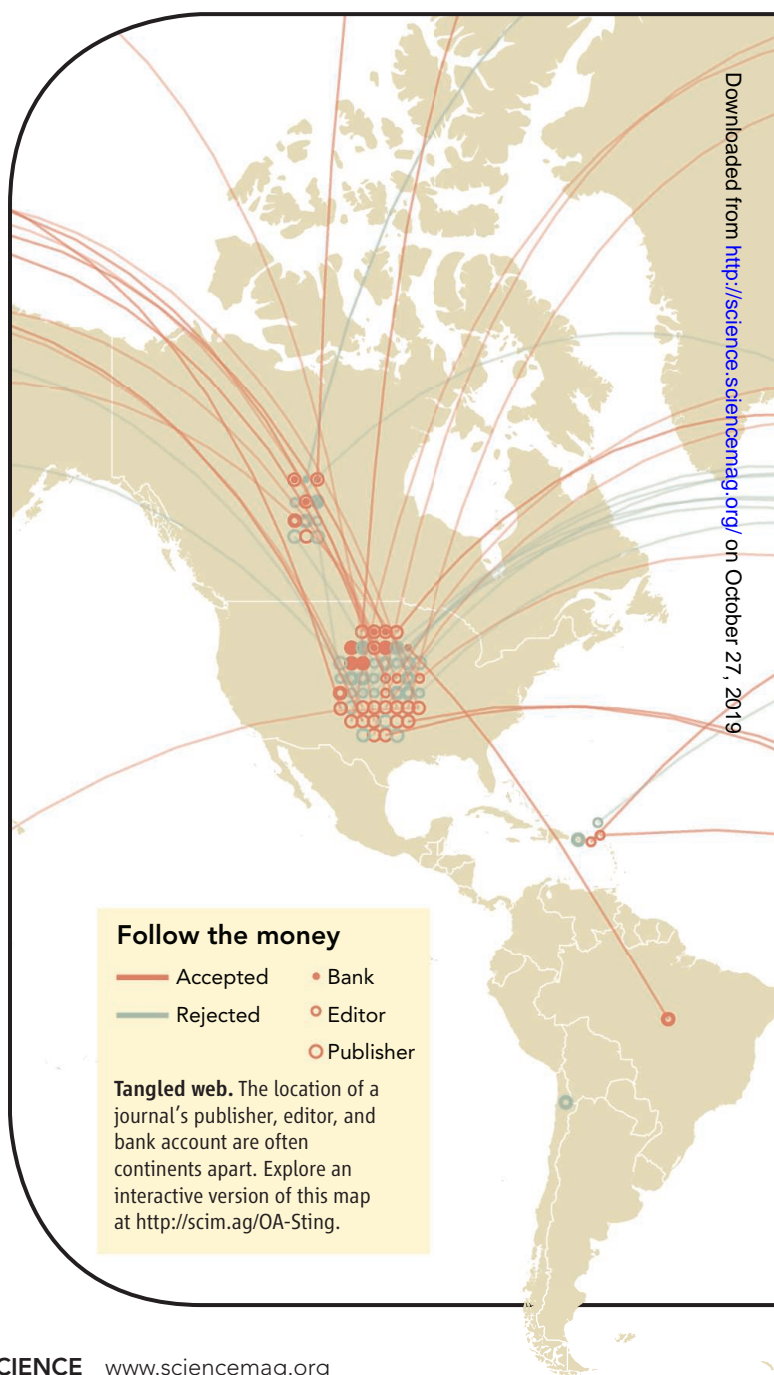 Downloaded from http://science.sciencemag.org/ on October 27, 2019
Follow the money
Accepted
Rejected
Bank
Editor
Publisher
Tangled web. The location of a
journal's publisher, editor, and
bank account are often
continents apart. Explore an
interactive version of this map
at http://scim.ag/OA-Sting.
CIENCE www.sciencemag.org